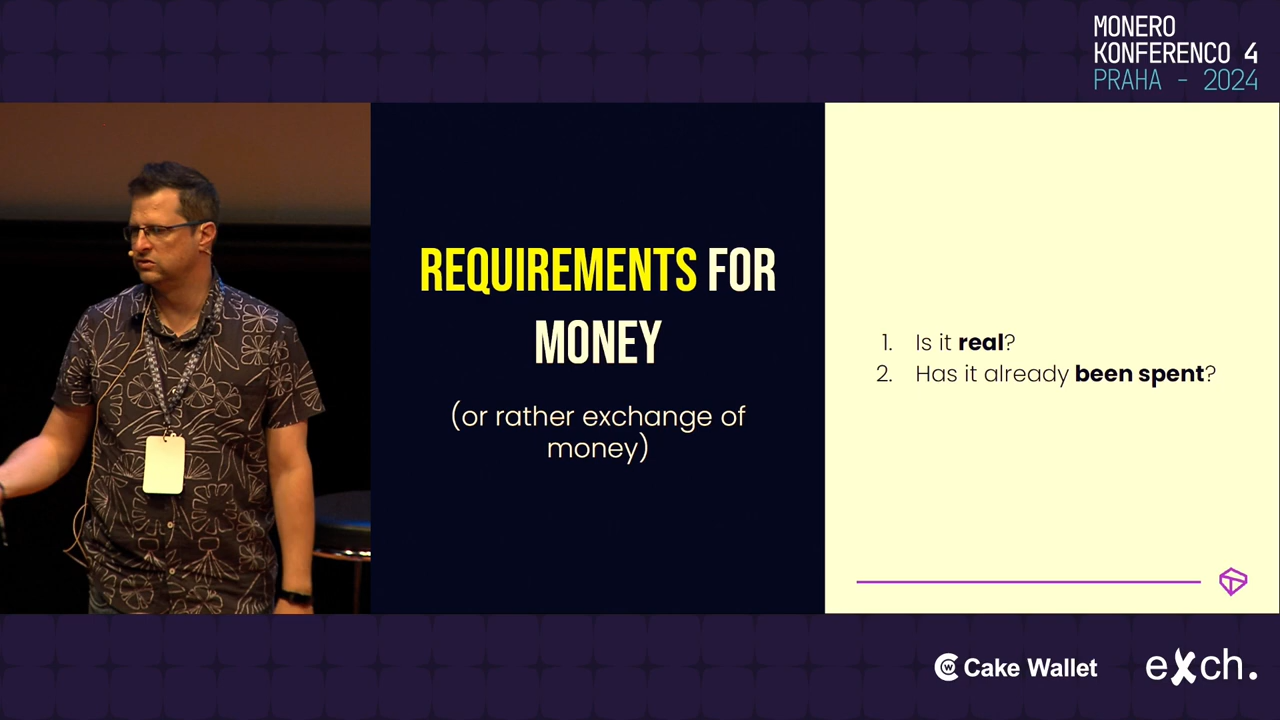 MONERO
KONFERENCO 4
PRAHA - 2024
REQUIREMENTS FOR
MONEY
(or rather exchange of
money)
1. Is it real?
2. Has it already been spent?
Cake Wallet
exch.